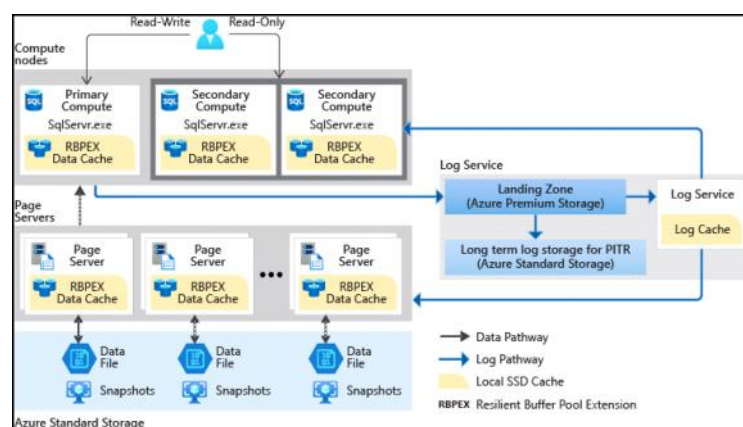 Read-Write
Read-Only
Compute
nodes
Primary
Compute
SqlServr.exe
RBPEX
Data Cache
Secondary
Compute
SqlServr.exe
RBPEX
Data Cache
Secondary
Compute
SqlServr.exe
RBPEX
Data Cache
SQL
SQL
SQL
Log Service
Landing Zone
(Azure Premium Storage)
Log Service
Log Cache
Long term log storage for PITR
(Azure Standard Storage)
Page
Servers
Page
Server
RBPEX
Data Cache
Page
Server
RBPEX
Data Cache
Page
Server
RBPEX
Data Cache
Data
File
Snapshots
Data
File
Snapshots
Data
File
Snapshots
Azure Standard Storage
Data Pathway
Log Pathway
Local SSD Cache
RBPEX Resilient Buffer Pool Extension